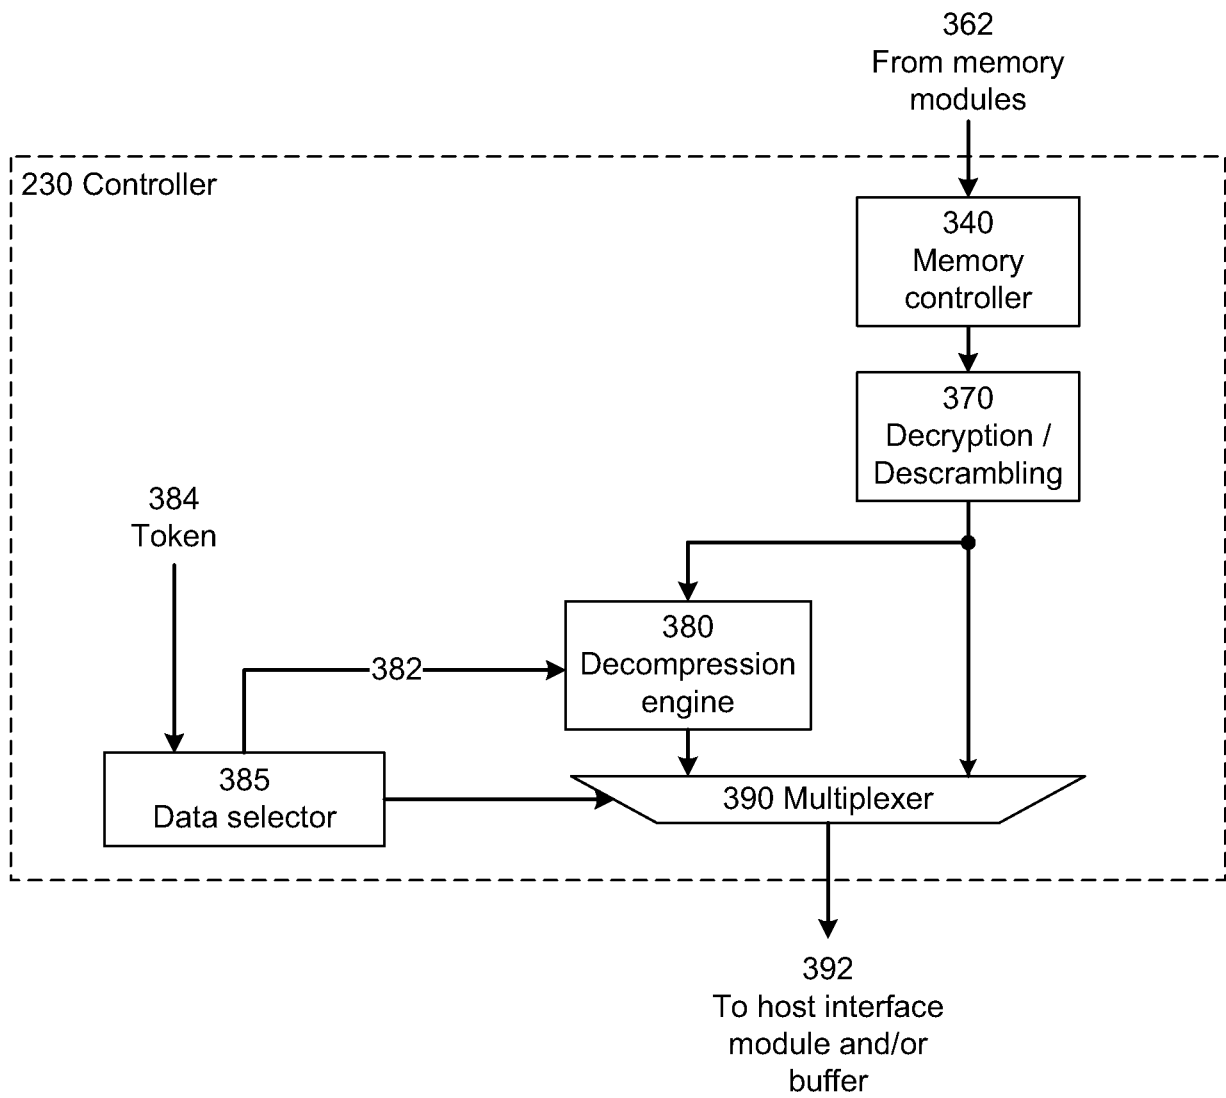 362
From memory
modules
230 Controller
340
Memory
controller
370
Decryption /
Descrambling
384
Token
380
Decompression
engine
382
385
Data selector
390 Multiplexer
392
To host interface
module and/or
buffer